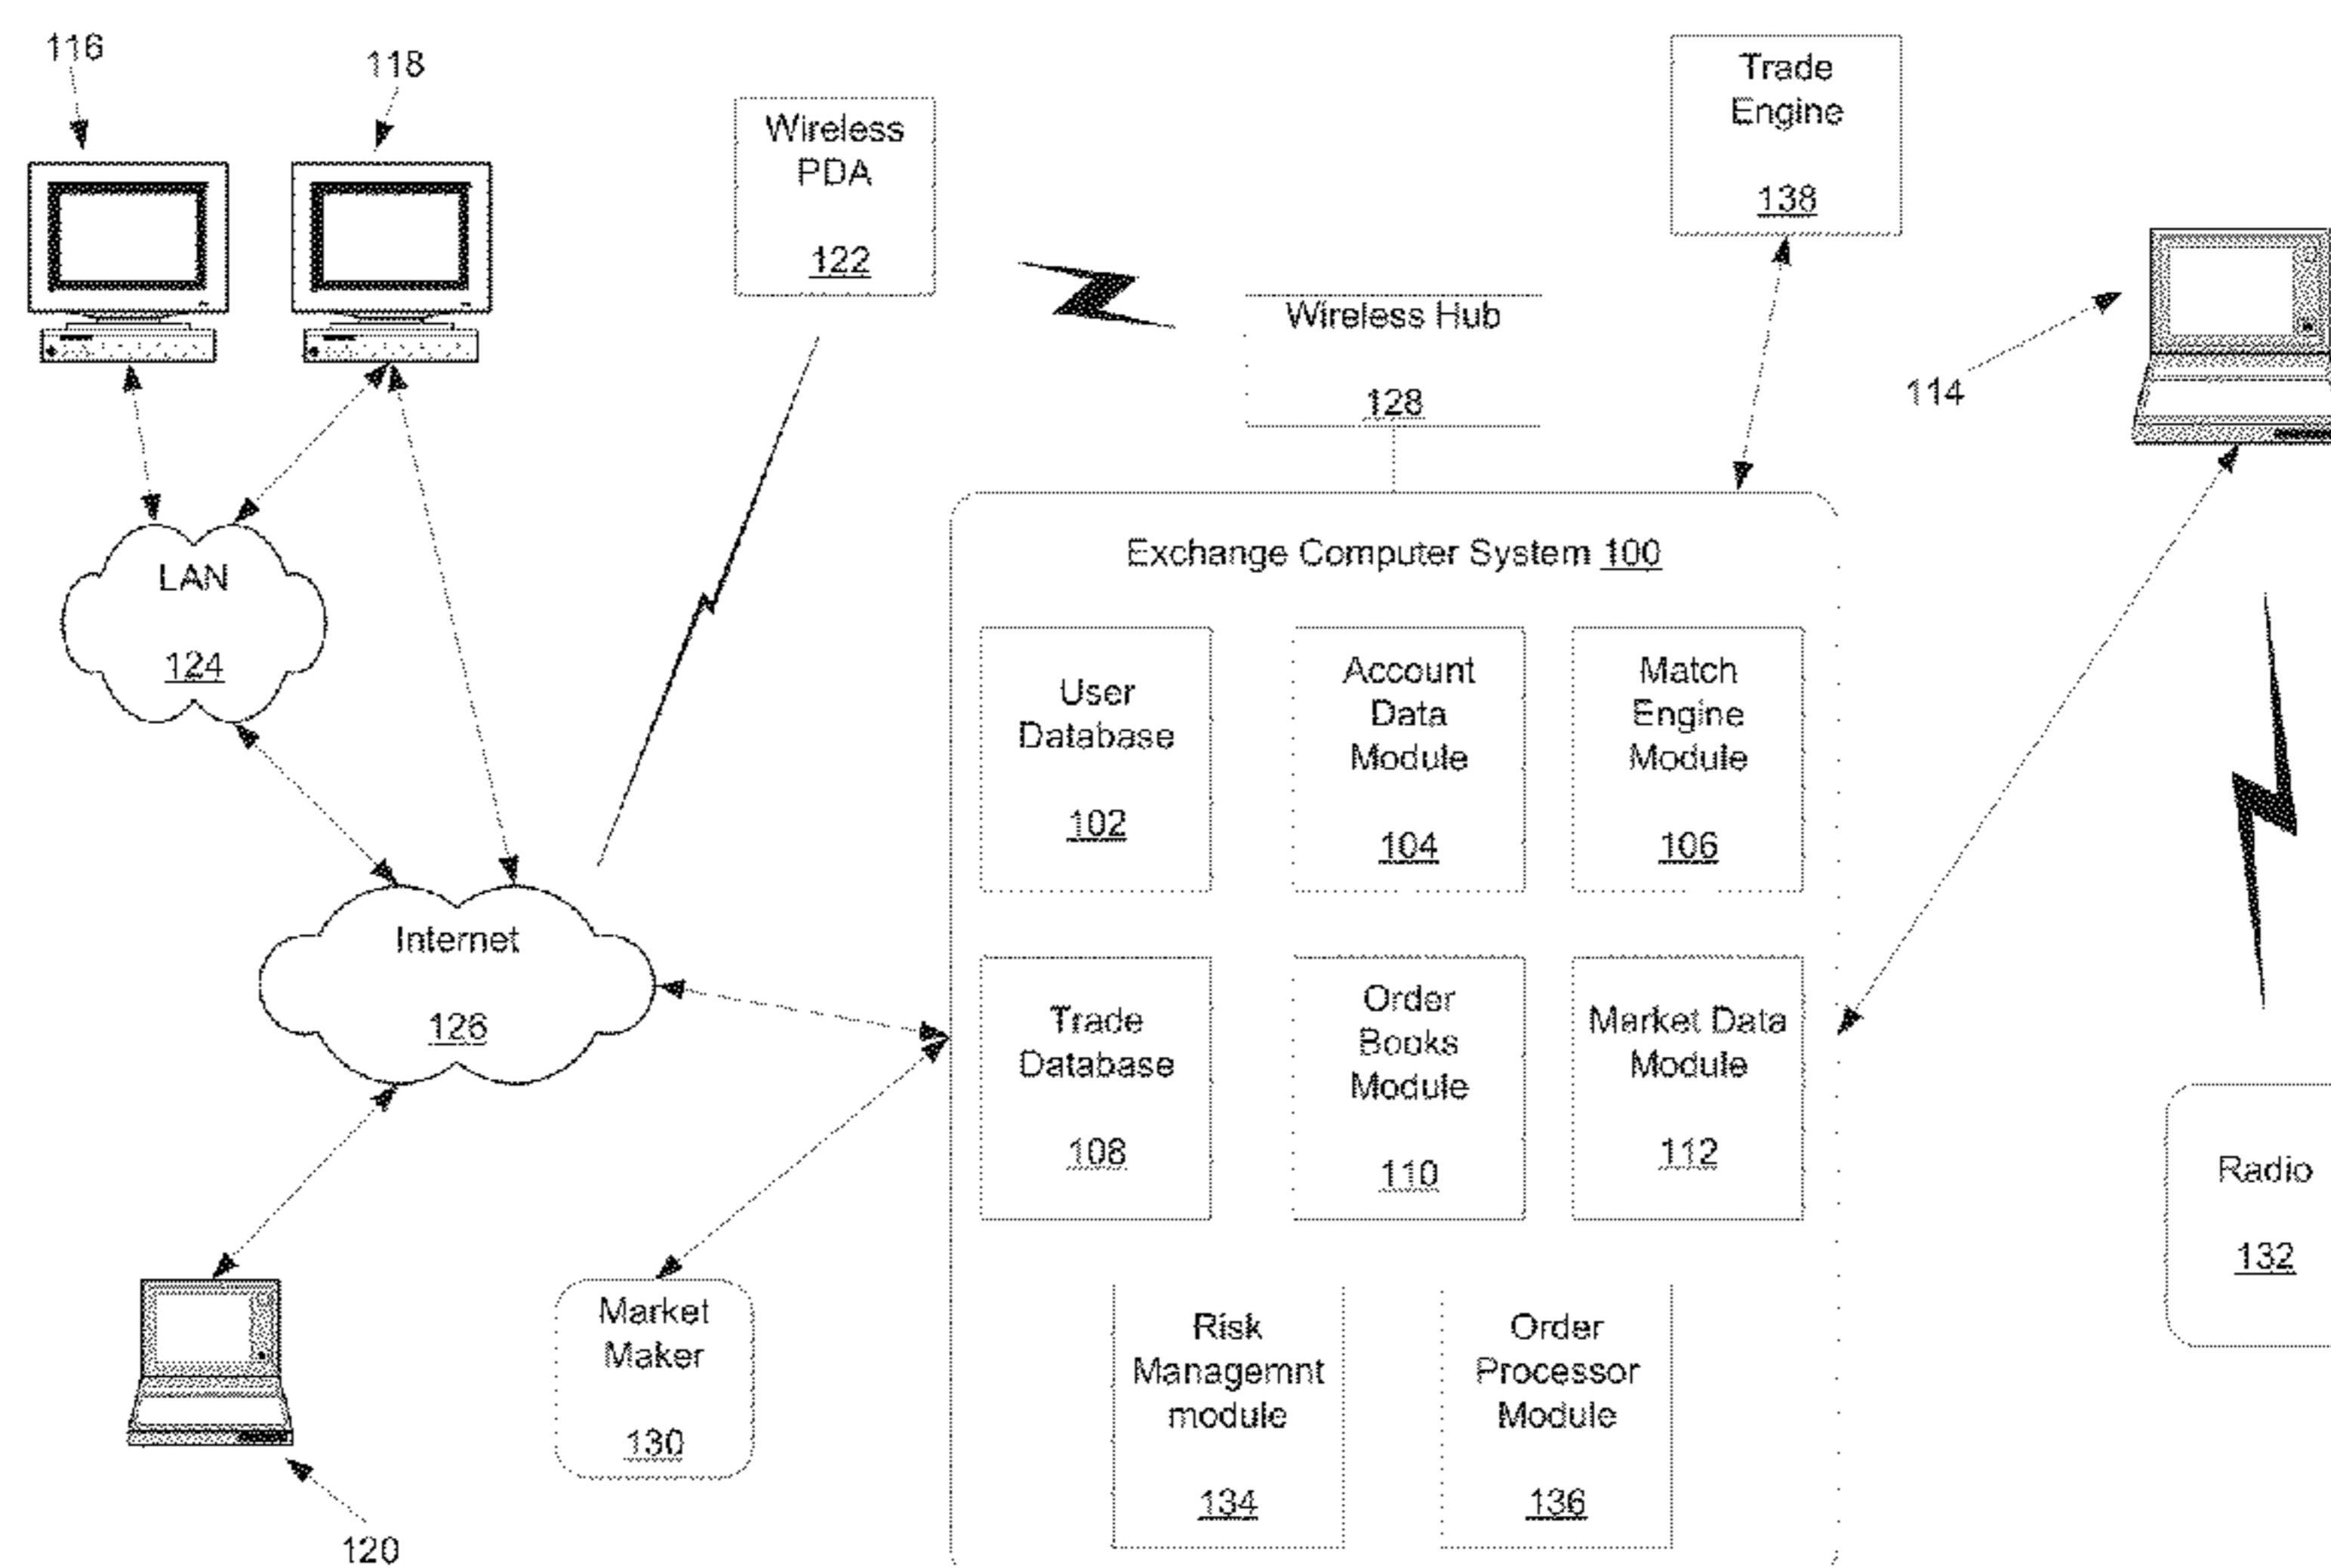 116
118
Wireless
PDA
122
Trade
Engine
138
Wireless Hub
128
114
LAN
124
Exchange Computer System 100
User
Database
102
Account
Data
Module
104
Match
Engine
Module
106
Internet
126
Trade
Database
108
Order
Books
Module
110
Market Data
Module
112
Radio
132
Market
Maker
130
Risk
Managemnt
module
134
Order
Processor
Module
136
120